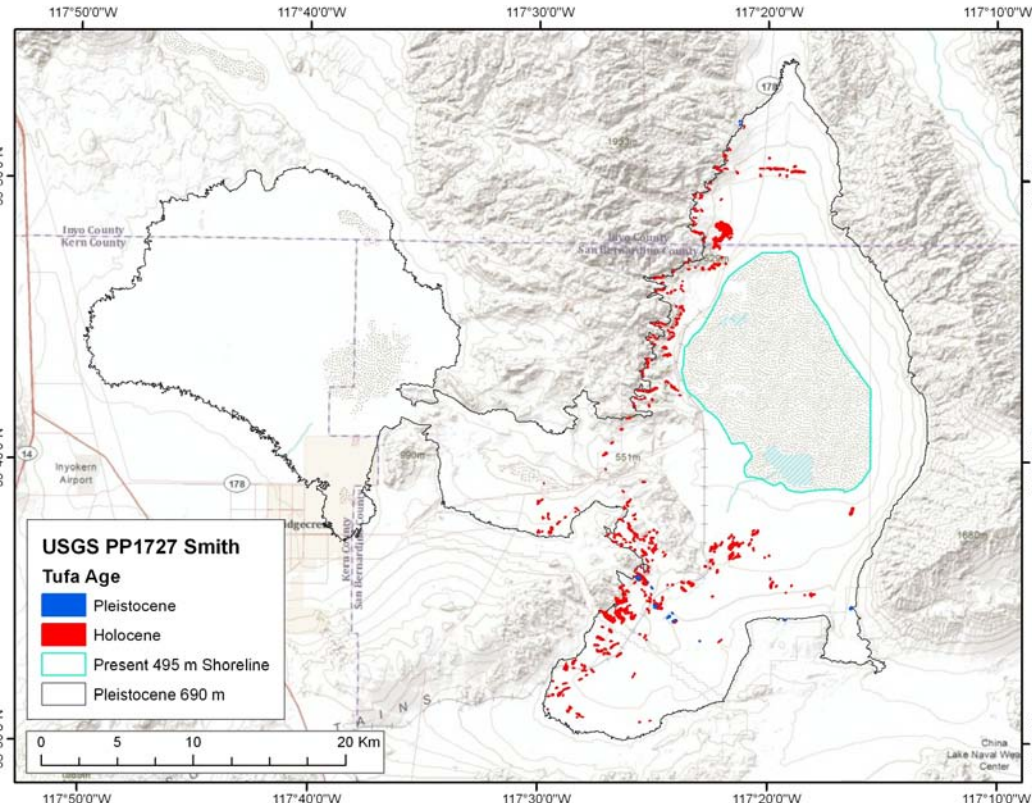 117°50'0"W 117°40'0"W 117°30'0"W 117°20'0"W 117°10'0"W
178
Inyo County
Kern County
Inyo County
San Bernardino County
14
Inyokern
Airport
178
990m
551m
Kern County
San Bernardino County
1680m
USGS PP1727 Smith
Tufa Age
Pleistocene
Holocene
Present 495 m Shoreline
Pleistocene 690 m
T A I N S
0 5 10 20 Km
China
Lake Naval Wea
Center
117°50'0"W 117°40'0"W 117°30'0"W 117°20'0"W 117°10'0"W